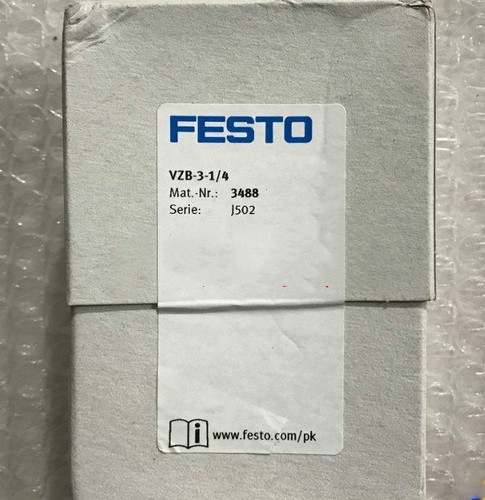 FESTO
VZB-3-1/4
Mat.-Nr.: 3488
Serie: J502
i www.festo.com/pk